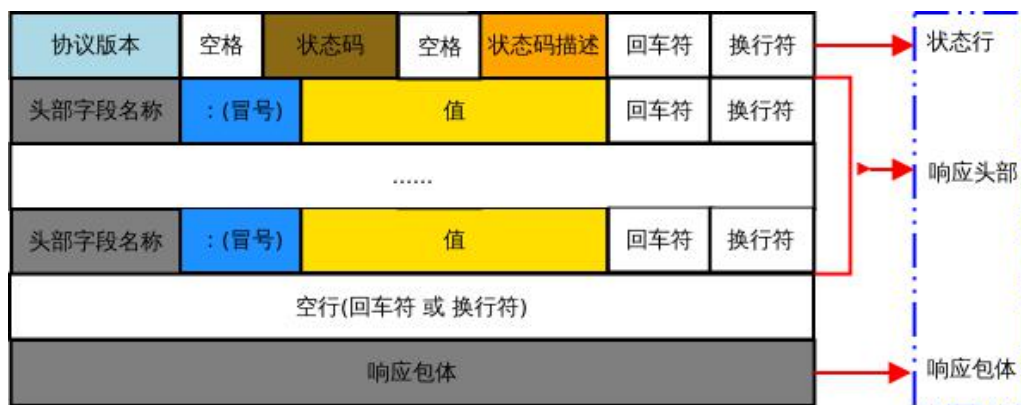 协议版本 空格 状态码 空格 状态码描述 回车符 换行符 状态行
头部字段名称 ：(冒号) 值 回车符 换行符
...... 响应头部
头部字段名称 ：(冒号) 值 回车符 换行符
空行(回车符 或 换行符)
响应包体 响应包体